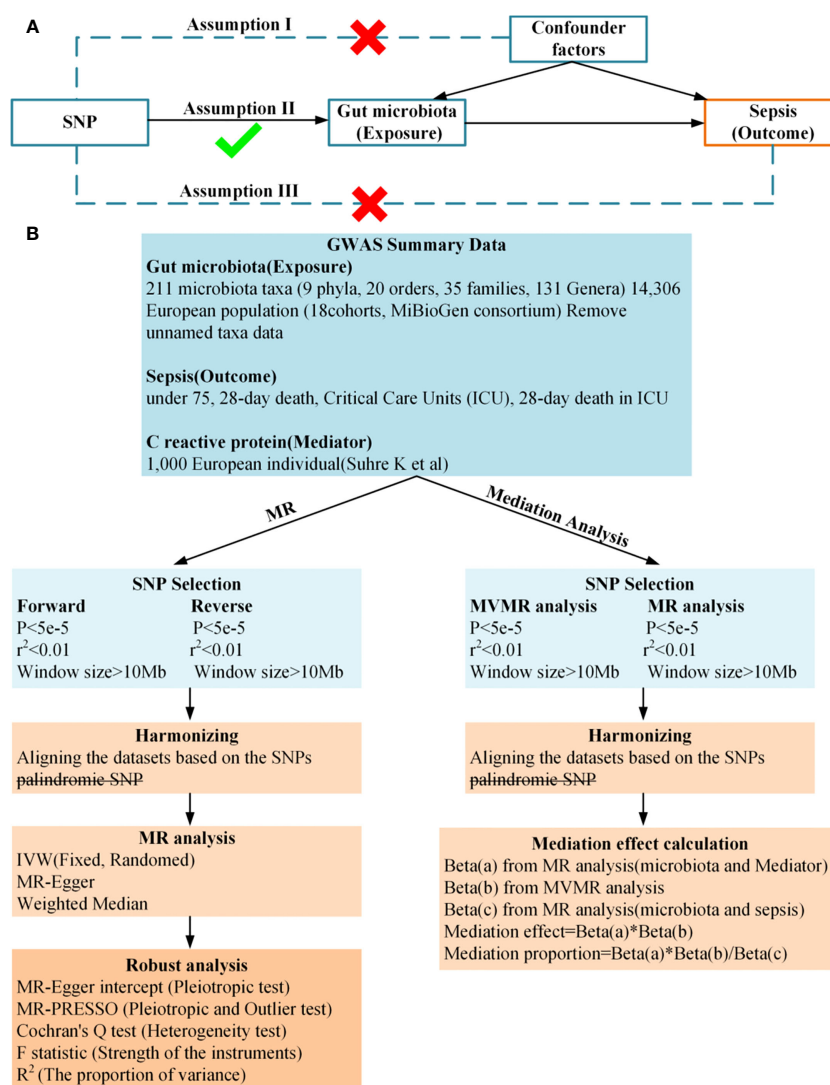 A
Assumption I
Confounder
factors
SNP
Assumption II
Gut microbiota
(Exposure)
Sepsis
(Outcome)
Assumption III
B
GWAS Summary Data
Gut microbiota(Exposure)
211 microbiota taxa (9 phyla, 20 orders, 35 families, 131 Genera) 14,306
European population (18cohorts, MiBioGen consortium) Remove
unnamed taxa data
Sepsis(Outcome)
under 75, 28-day death, Critical Care Units (ICU), 28-day death in ICU
C reactive protein(Mediator)
1,000 European individual(Suhre K et al)
MR
Mediation Analysis
SNP Selection
Forward Reverse
P<5e-5 P<5e-5
r²<0.01 r²<0.01
Window size>10Mb Window size>10Mb
Harmonizing
Aligning the datasets based on the SNPs
palindromic SNP
MR analysis
IVW(Fixed, Randomed)
MR-Egger
Weighted Median
Robust analysis
MR-Egger intercept (Pleiotropic test)
MR-PRESSO (Pleiotropic and Outlier test)
Cochran's Q test (Heterogeneity test)
F statistic (Strength of the instruments)
R² (The proportion of variance)
SNP Selection
MVMR analysis MR analysis
P<5e-5 P<5e-5
r²<0.01 r²<0.01
Window size>10Mb Window size>10Mb
Harmonizing
Aligning the datasets based on the SNPs
palindromic SNP
Mediation effect calculation
Beta(a) from MR analysis(microbiota and Mediator)
Beta(b) from MVMR analysis
Beta(c) from MR analysis(microbiota and sepsis)
Mediation effect=Beta(a)*Beta(b)
Mediation proportion=Beta(a)*Beta(b)/Beta(c)